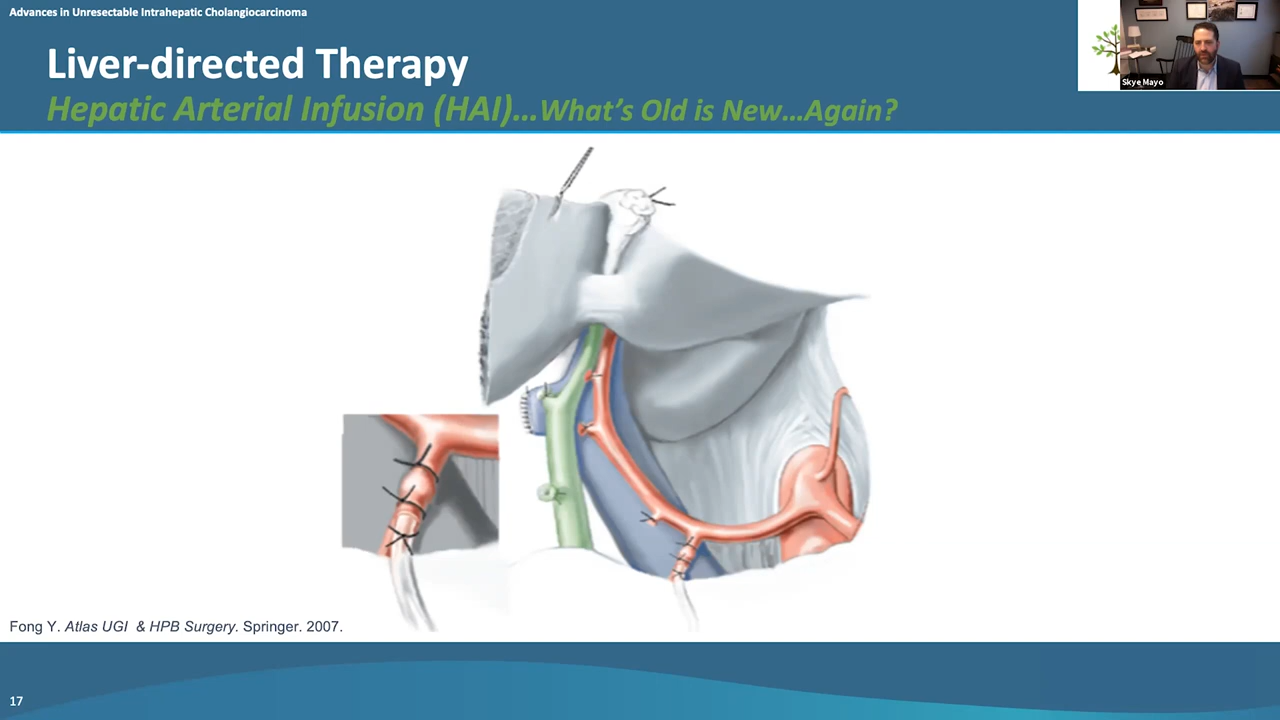 Advances in Unresectable Intrahepatic Cholangiocarcinoma
Liver-directed Therapy
Hepatic Arterial Infusion (HAI)...What's Old is New...Again?
Skye Mayo
Fong Y. Atlas UGI & HPB Surgery. Springer. 2007.
17